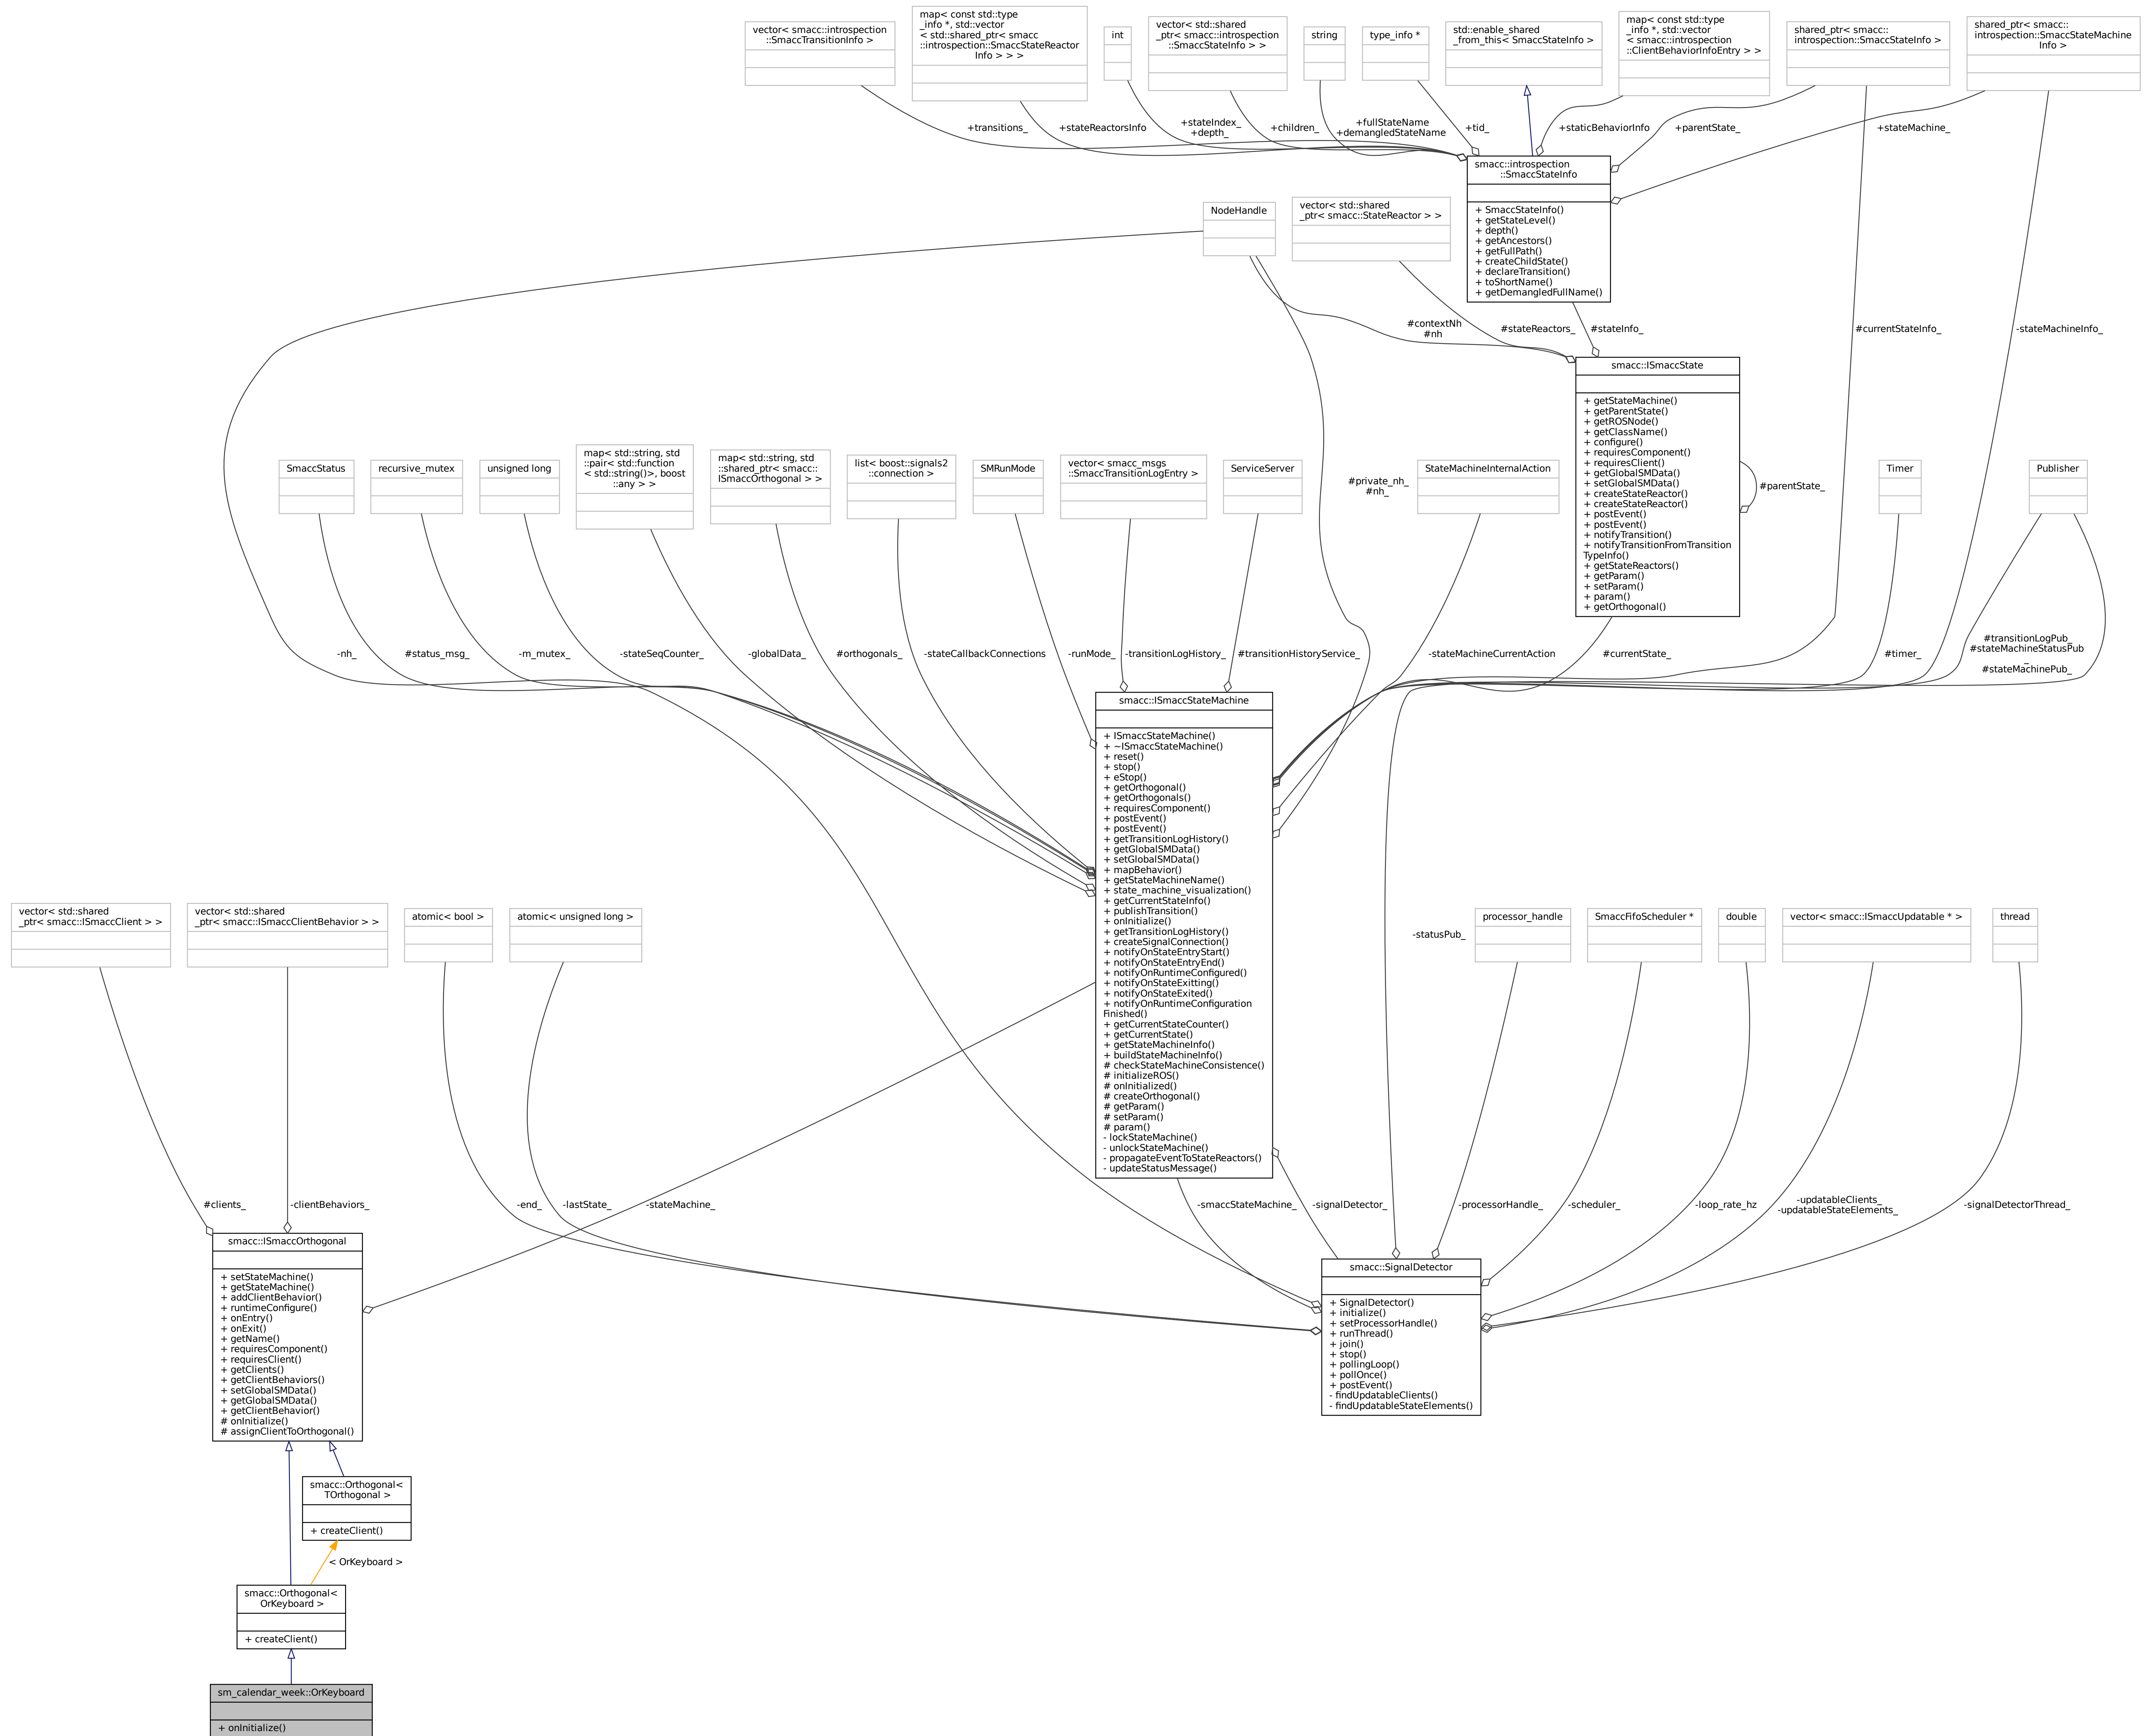 vector< smacc::introspection
::SmaccTransitionInfo >
map< const std::type
_info *, std::vector
< std::shared_ptr< smacc
::introspection::SmaccStateReactor
Info > > >
int
vector< std::shared
_ptr< smacc::introspection
::SmaccStateInfo > >
string
type_info *
std::enable_shared
_from_this< SmaccStateInfo >
map< const std::type
_info *, std::vector
< smacc::introspection
::ClientBehaviorInfoEntry > >
shared_ptr< smacc::
introspection::SmaccStateInfo >
shared_ptr< smacc::
introspection::SmaccStateMachine
Info >
+transitions_
+stateReactorsInfo
+stateIndex_
+depth_
+children_
+fullStateName
+demangledStateName
+tid_
+staticBehaviorInfo
+parentState_
+stateMachine_
smacc::introspection
::SmaccStateInfo
+ SmaccStateInfo()
+ getStateLevel()
+ depth()
+ getAncestors()
+ getFullPath()
+ createChildState()
+ declareTransition()
+ toShortName()
+ getDemangledFullName()
NodeHandle
vector< std::shared
_ptr< smacc::StateReactor > >
#contextNh
#nh
#stateReactors_
#stateInfo_
#currentStateInfo_
-stateMachineInfo_
smacc::ISmaccState
+ getStateMachine()
+ getParentState()
+ getROSNode()
+ getClassName()
+ configure()
+ requiresComponent()
+ requiresClient()
+ getGlobalSMData()
+ setGlobalSMData()
+ createStateReactor()
+ createStateReactor()
+ postEvent()
+ postEvent()
+ notifyTransition()
+ notifyTransitionFromTransition
TypeInfo()
+ getStateReactors()
+ getParam()
+ setParam()
+ param()
+ getOrthogonal()
#parentState_
SmaccStatus
recursive_mutex
unsigned long
map< std::string, std
::pair< std::function
< std::string()>, boost
::any > >
map< std::string, std
::shared_ptr< smacc::
ISmaccOrthogonal > >
list< boost::signals2
::connection >
SMRunMode
vector< smacc_msgs
::SmaccTransitionLogEntry >
ServiceServer
#private_nh_
#nh_
StateMachineInternalAction
Timer
Publisher
-nh_
#status_msg_
-m_mutex_
-stateSeqCounter_
-globalData_
#orthogonals_
-stateCallbackConnections
-runMode_
-transitionLogHistory_
#transitionHistoryService_
-stateMachineCurrentAction
#currentState_
#timer_
#transitionLogPub_
#stateMachineStatusPub
_
#stateMachinePub_
smacc::ISmaccStateMachine
+ ISmaccStateMachine()
+ ~ISmaccStateMachine()
+ reset()
+ stop()
+ eStop()
+ getOrthogonal()
+ getOrthogonals()
+ requiresComponent()
+ postEvent()
+ postEvent()
+ getTransitionLogHistory()
+ getGlobalSMData()
+ setGlobalSMData()
+ mapBehavior()
+ getStateMachineName()
+ state_machine_visualization()
+ getCurrentStateInfo()
+ publishTransition()
+ onInitialize()
+ getTransitionLogHistory()
+ createSignalConnection()
+ notifyOnStateEntryStart()
+ notifyOnStateEntryEnd()
+ notifyOnRuntimeConfigured()
+ notifyOnStateExitting()
+ notifyOnStateExited()
+ notifyOnRuntimeConfiguration
Finished()
+ getCurrentStateCounter()
+ getCurrentState()
+ getStateMachineInfo()
+ buildStateMachineInfo()
# checkStateMachineConsistence()
# initializeROS()
# onInitialized()
# createOrthogonal()
# getParam()
# setParam()
# param()
- lockStateMachine()
- unlockStateMachine()
- propagateEventToStateReactors()
- updateStatusMessage()
vector< std::shared
_ptr< smacc::ISmaccClient > >
vector< std::shared
_ptr< smacc::ISmaccClientBehavior > >
atomic< bool >
atomic< unsigned long >
-statusPub_
processor_handle
SmaccFifoScheduler *
double
vector< smacc::ISmaccUpdatable * >
thread
#clients_
-clientBehaviors_
-end_
-lastState_
-stateMachine_
-smaccStateMachine_
-signalDetector_
-processorHandle_
-scheduler_
-loop_rate_hz
-updatableClients_
-updatableStateElements_
-signalDetectorThread_
smacc::ISmaccOrthogonal
+ setStateMachine()
+ getStateMachine()
+ addClientBehavior()
+ runtimeConfigure()
+ onEntry()
+ onExit()
+ getName()
+ requiresComponent()
+ requiresClient()
+ getClients()
+ getClientBehaviors()
+ setGlobalSMData()
+ getGlobalSMData()
+ getClientBehavior()
# onInitialize()
# assignClientToOrthogonal()
smacc::SignalDetector
+ SignalDetector()
+ initialize()
+ setProcessorHandle()
+ runThread()
+ join()
+ stop()
+ pollingLoop()
+ pollOnce()
+ postEvent()
- findUpdatableClients()
- findUpdatableStateElements()
smacc::Orthogonal<
TOrthogonal >
+ createClient()
< OrKeyboard >
smacc::Orthogonal<
OrKeyboard >
+ createClient()
sm_calendar_week::OrKeyboard
+ onInitialize()